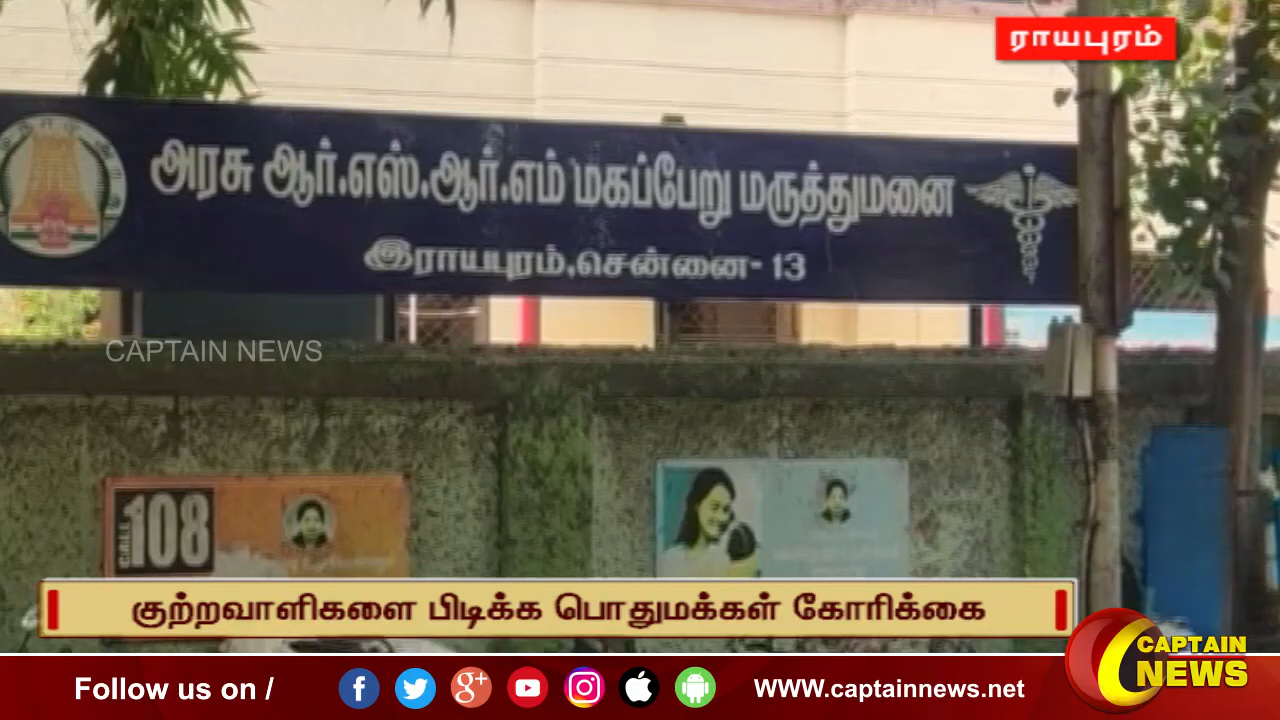 ராயபுரம்
அரசு ஆர்.எஸ்.ஆர்.எம் மகப்பேறு மருத்துமனை
இராயபுரம்,சென்னை- 13
CAPTAIN NEWS
CALL 108
குற்றவாளிகளை பிடிக்க பொதுமக்கள் கோரிக்கை
Follow us on /
WWW.captainnews.net
CAPTAIN
NEWS